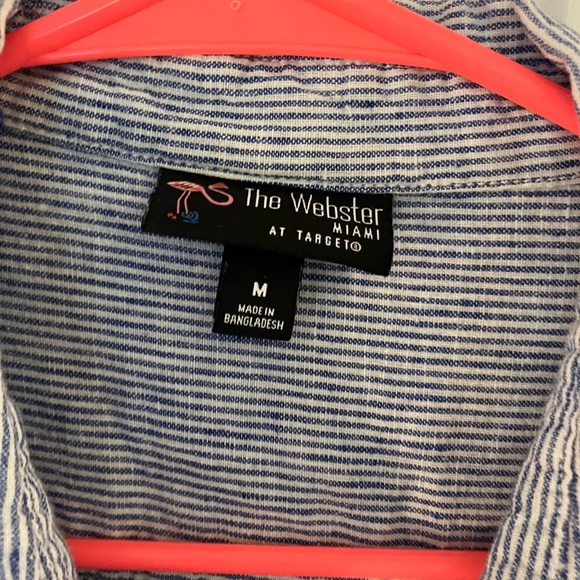 The Webster
MIAMI
AT TARGET®
M
MADE IN
BANGLADESH